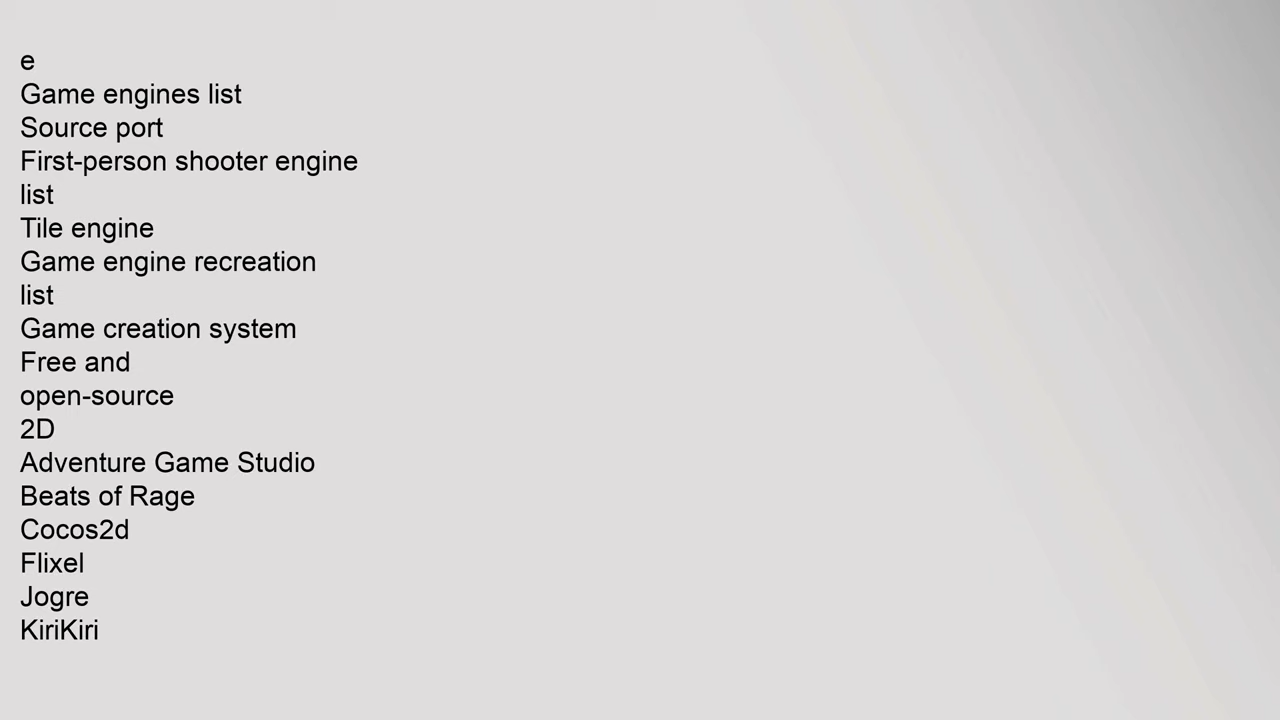 e
Game engines list
Source port
First-person shooter engine
list
Tile engine
Game engine recreation
list
Game creation system
Free and
open-source
2D
Adventure Game Studio
Beats of Rage
Cocos2d
Flixel
Jogre
KiriKiri